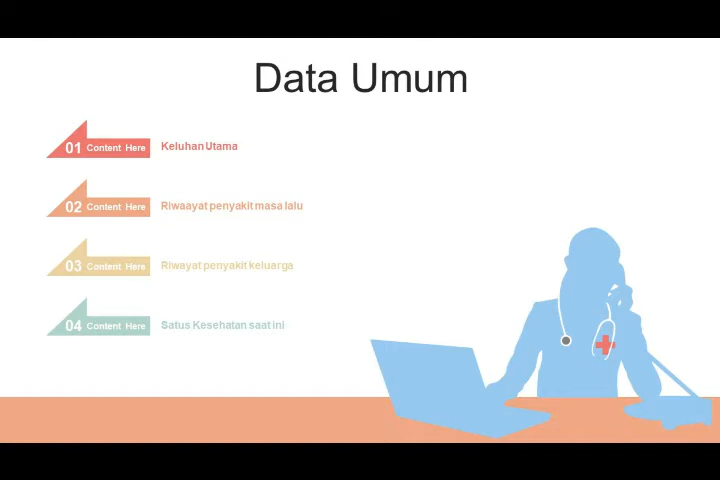 Data Umum
01 Content Here Keluhan Utama
02 Content Here Riwaayat penyakit masa lalu
03 Content Here Riwayat penyakit keluarga
04 Content Here Satus Kesehatan saat ini